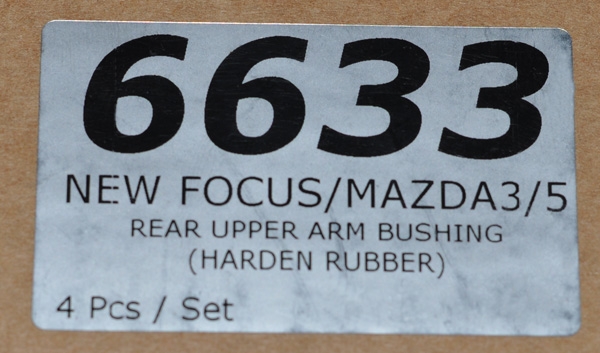 6633
NEW FOCUS/MAZDA3/5
REAR UPPER ARM BUSHING
(HARDEN RUBBER)
4 Pcs / Set